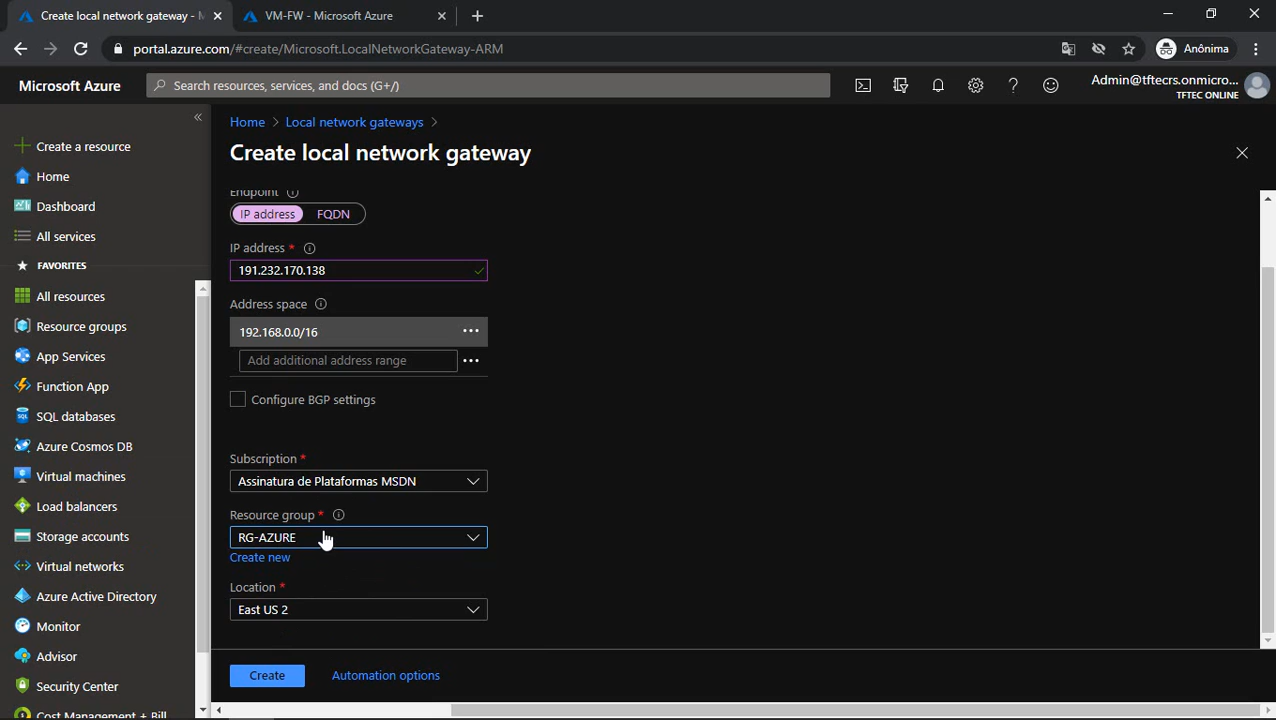 Create local network gateway - M
VM-FW - Microsoft Azure
portal.azure.com/#create/Microsoft.LocalNetworkGateway-ARM
Anônima
Microsoft Azure
Search resources, services, and docs (G+/)
Admin@tftecrs.onmicro...
TFTEC ONLINE
Create a resource
Home
Dashboard
All services
FAVORITES
All resources
Resource groups
App Services
Function App
SQL databases
Azure Cosmos DB
Virtual machines
Load balancers
Storage accounts
Virtual networks
Azure Active Directory
Monitor
Advisor
Security Center
Cost Management + Bill
Home > Local network gateways >
Create local network gateway
Endpoint
IP address
FQDN
IP address *
191.232.170.138
Address space
192.168.0.0/16
Add additional address range
Configure BGP settings
Subscription *
Assinatura de Plataformas MSDN
Resource group *
RG-AZURE
Create new
Location *
East US 2
Create
Automation options